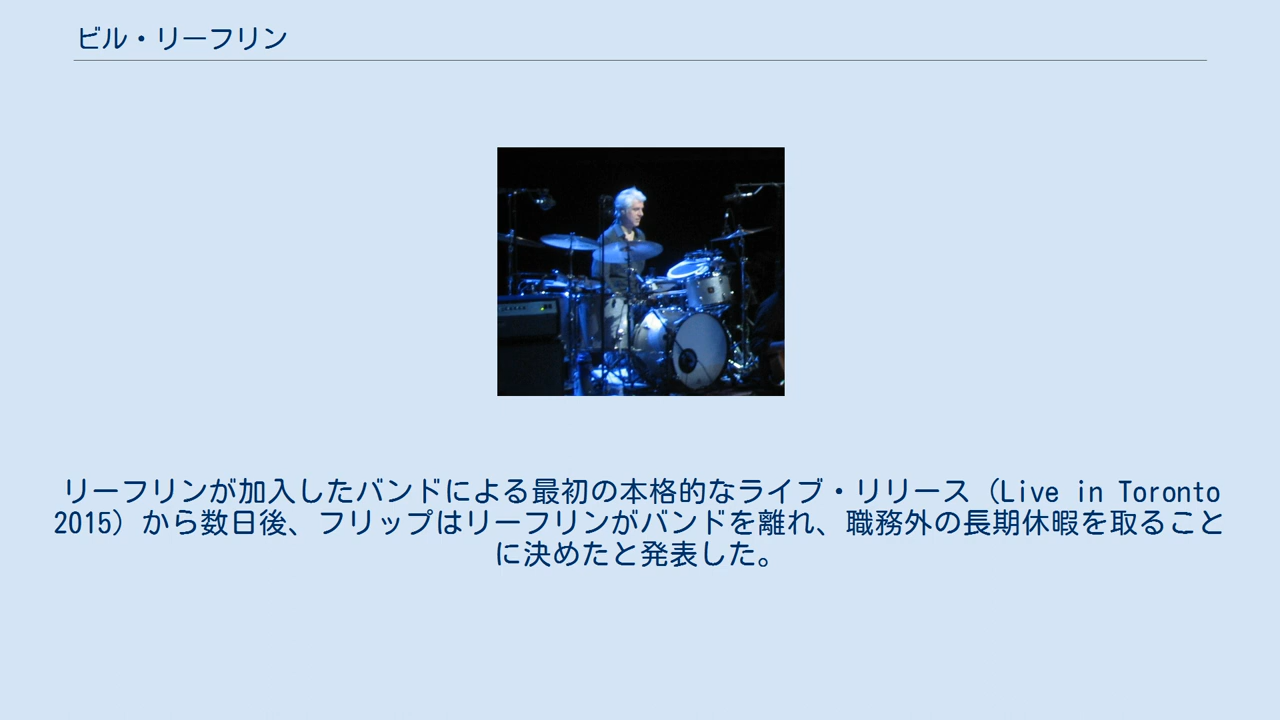 ビル・リーフリン
リーフリンが加入したバンドによる最初の本格的なライブ・リリース（Live in Toronto
2015）から数日後、フリップはリーフリンがバンドを離れ、職務外の長期休暇を取ること
に決めたと発表した。